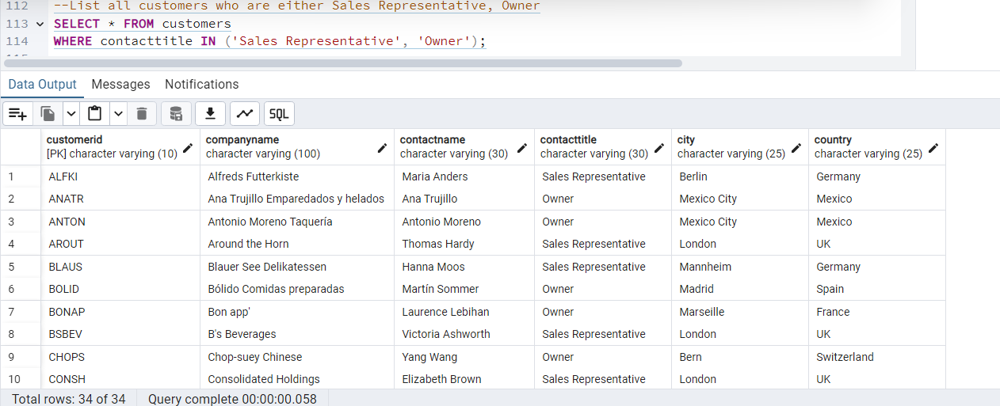 112 --List all customers who are either Sales Representative, Owner
113 SELECT * FROM customers
114 WHERE contacttitle IN ('Sales Representative', 'Owner');
Data Output Messages Notifications
SQL
customerid companyname contactname contacttitle city country
[PK] character varying (10) character varying (100) character varying (30) character varying (30) character varying (25) character varying (25)
1 ALFKI Alfreds Futterkiste Maria Anders Sales Representative Berlin Germany
2 ANATR Ana Trujillo Emparedados y helados Ana Trujillo Owner Mexico City Mexico
3 ANTON Antonio Moreno Taquería Antonio Moreno Owner Mexico City Mexico
4 AROUT Around the Horn Thomas Hardy Sales Representative London UK
5 BLAUS Blauer See Delikatessen Hanna Moos Sales Representative Mannheim Germany
6 BOLID Bólido Comidas preparadas Martín Sommer Owner Madrid Spain
7 BONAP Bon app' Laurence Lebihan Owner Marseille France
8 BSBEV B's Beverages Victoria Ashworth Sales Representative London UK
9 CHOPS Chop-suey Chinese Yang Wang Owner Bern Switzerland
10 CONSH Consolidated Holdings Elizabeth Brown Sales Representative London UK
Total rows: 34 of 34 Query complete 00:00:00.058